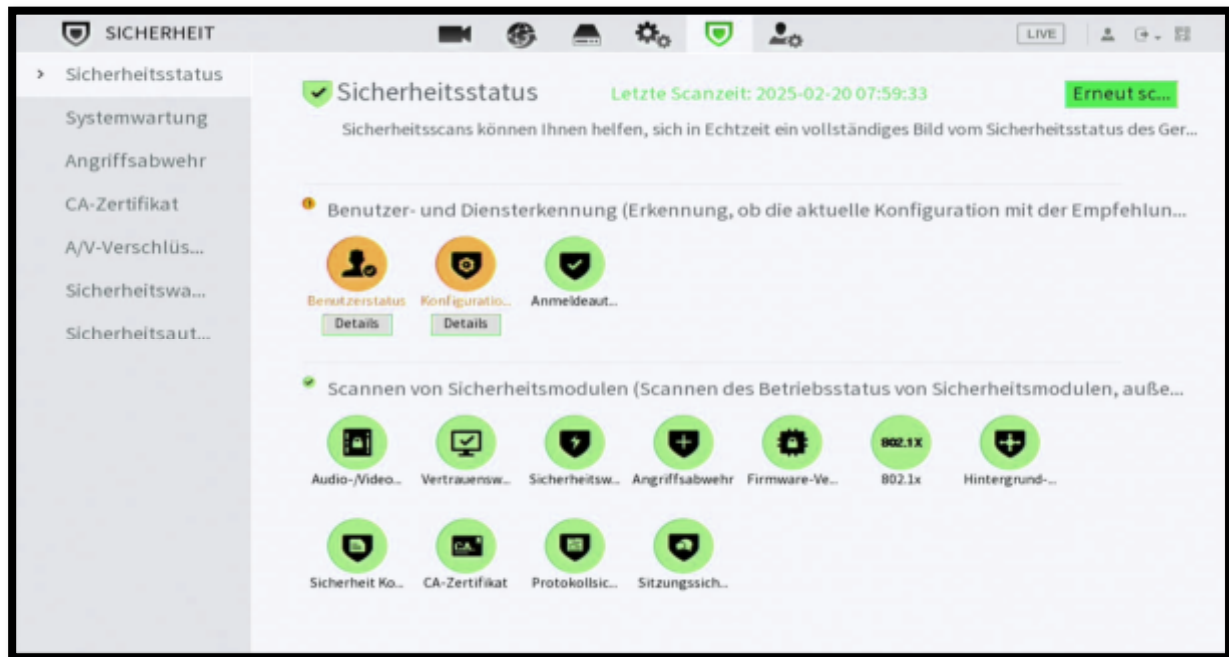 SICHERHEIT
LIVE
Sicherheitsstatus
Systemwartung
Angriffsabwehr
CA-Zertifikat
A/V-Verschlüs...
Sicherheitswa...
Sicherheitsaut...
Sicherheitsstatus Letzte Scanzeit: 2025-02-20 07:59:33 Erneut sc...
Sicherheitsscans können Ihnen helfen, sich in Echtzeit ein vollständiges Bild vom Sicherheitsstatus des Ger...
Benutzer- und Diensterkennung (Erkennung, ob die aktuelle Konfiguration mit der Empfehlun...
Benutzerstatus Konfiguratio... Anmeldeaut...
Details Details
Scannen von Sicherheitsmodulen (Scannen des Betriebsstatus von Sicherheitsmodulen, auße...
802.1X
Audio-/Video... Vertrauensw... Sicherheitsw... Angriffsabwehr Firmware-Ve... 802.1x Hintergrund-...
CA
Sicherheit Ko... CA-Zertifikat Protokollsic... Sitzungssich...